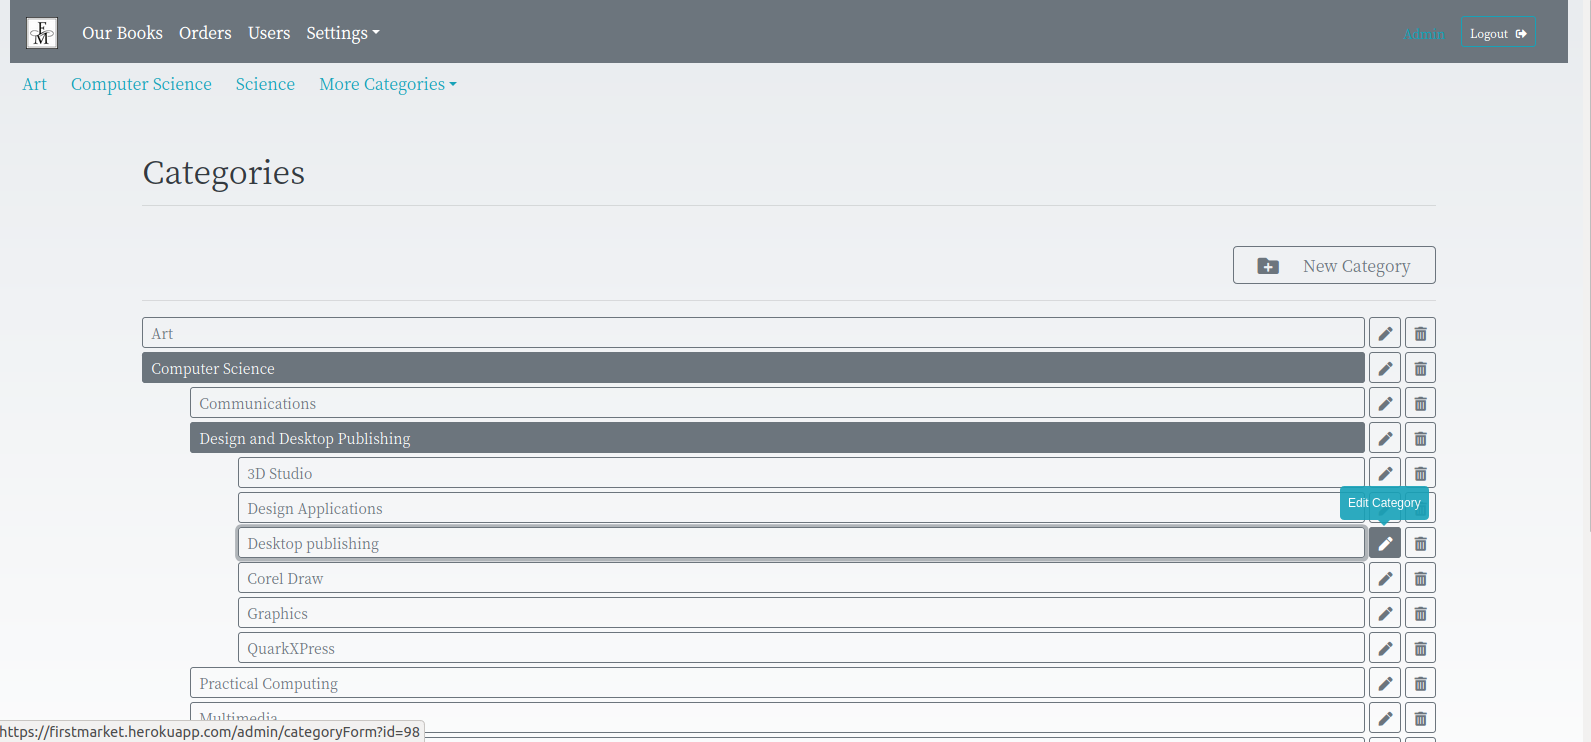 FM
Our Books Orders Users Settings
Admin Logout
Art Computer Science Science More Categories
Categories
New Category
Art
Computer Science
Communications
Design and Desktop Publishing
3D Studio
Edit Category
Design Applications
Desktop publishing
Corel Draw
Graphics
QuarkXPress
Practical Computing
Multimedia
https://firstmarket.herokuapp.com/admin/categoryForm?id=98